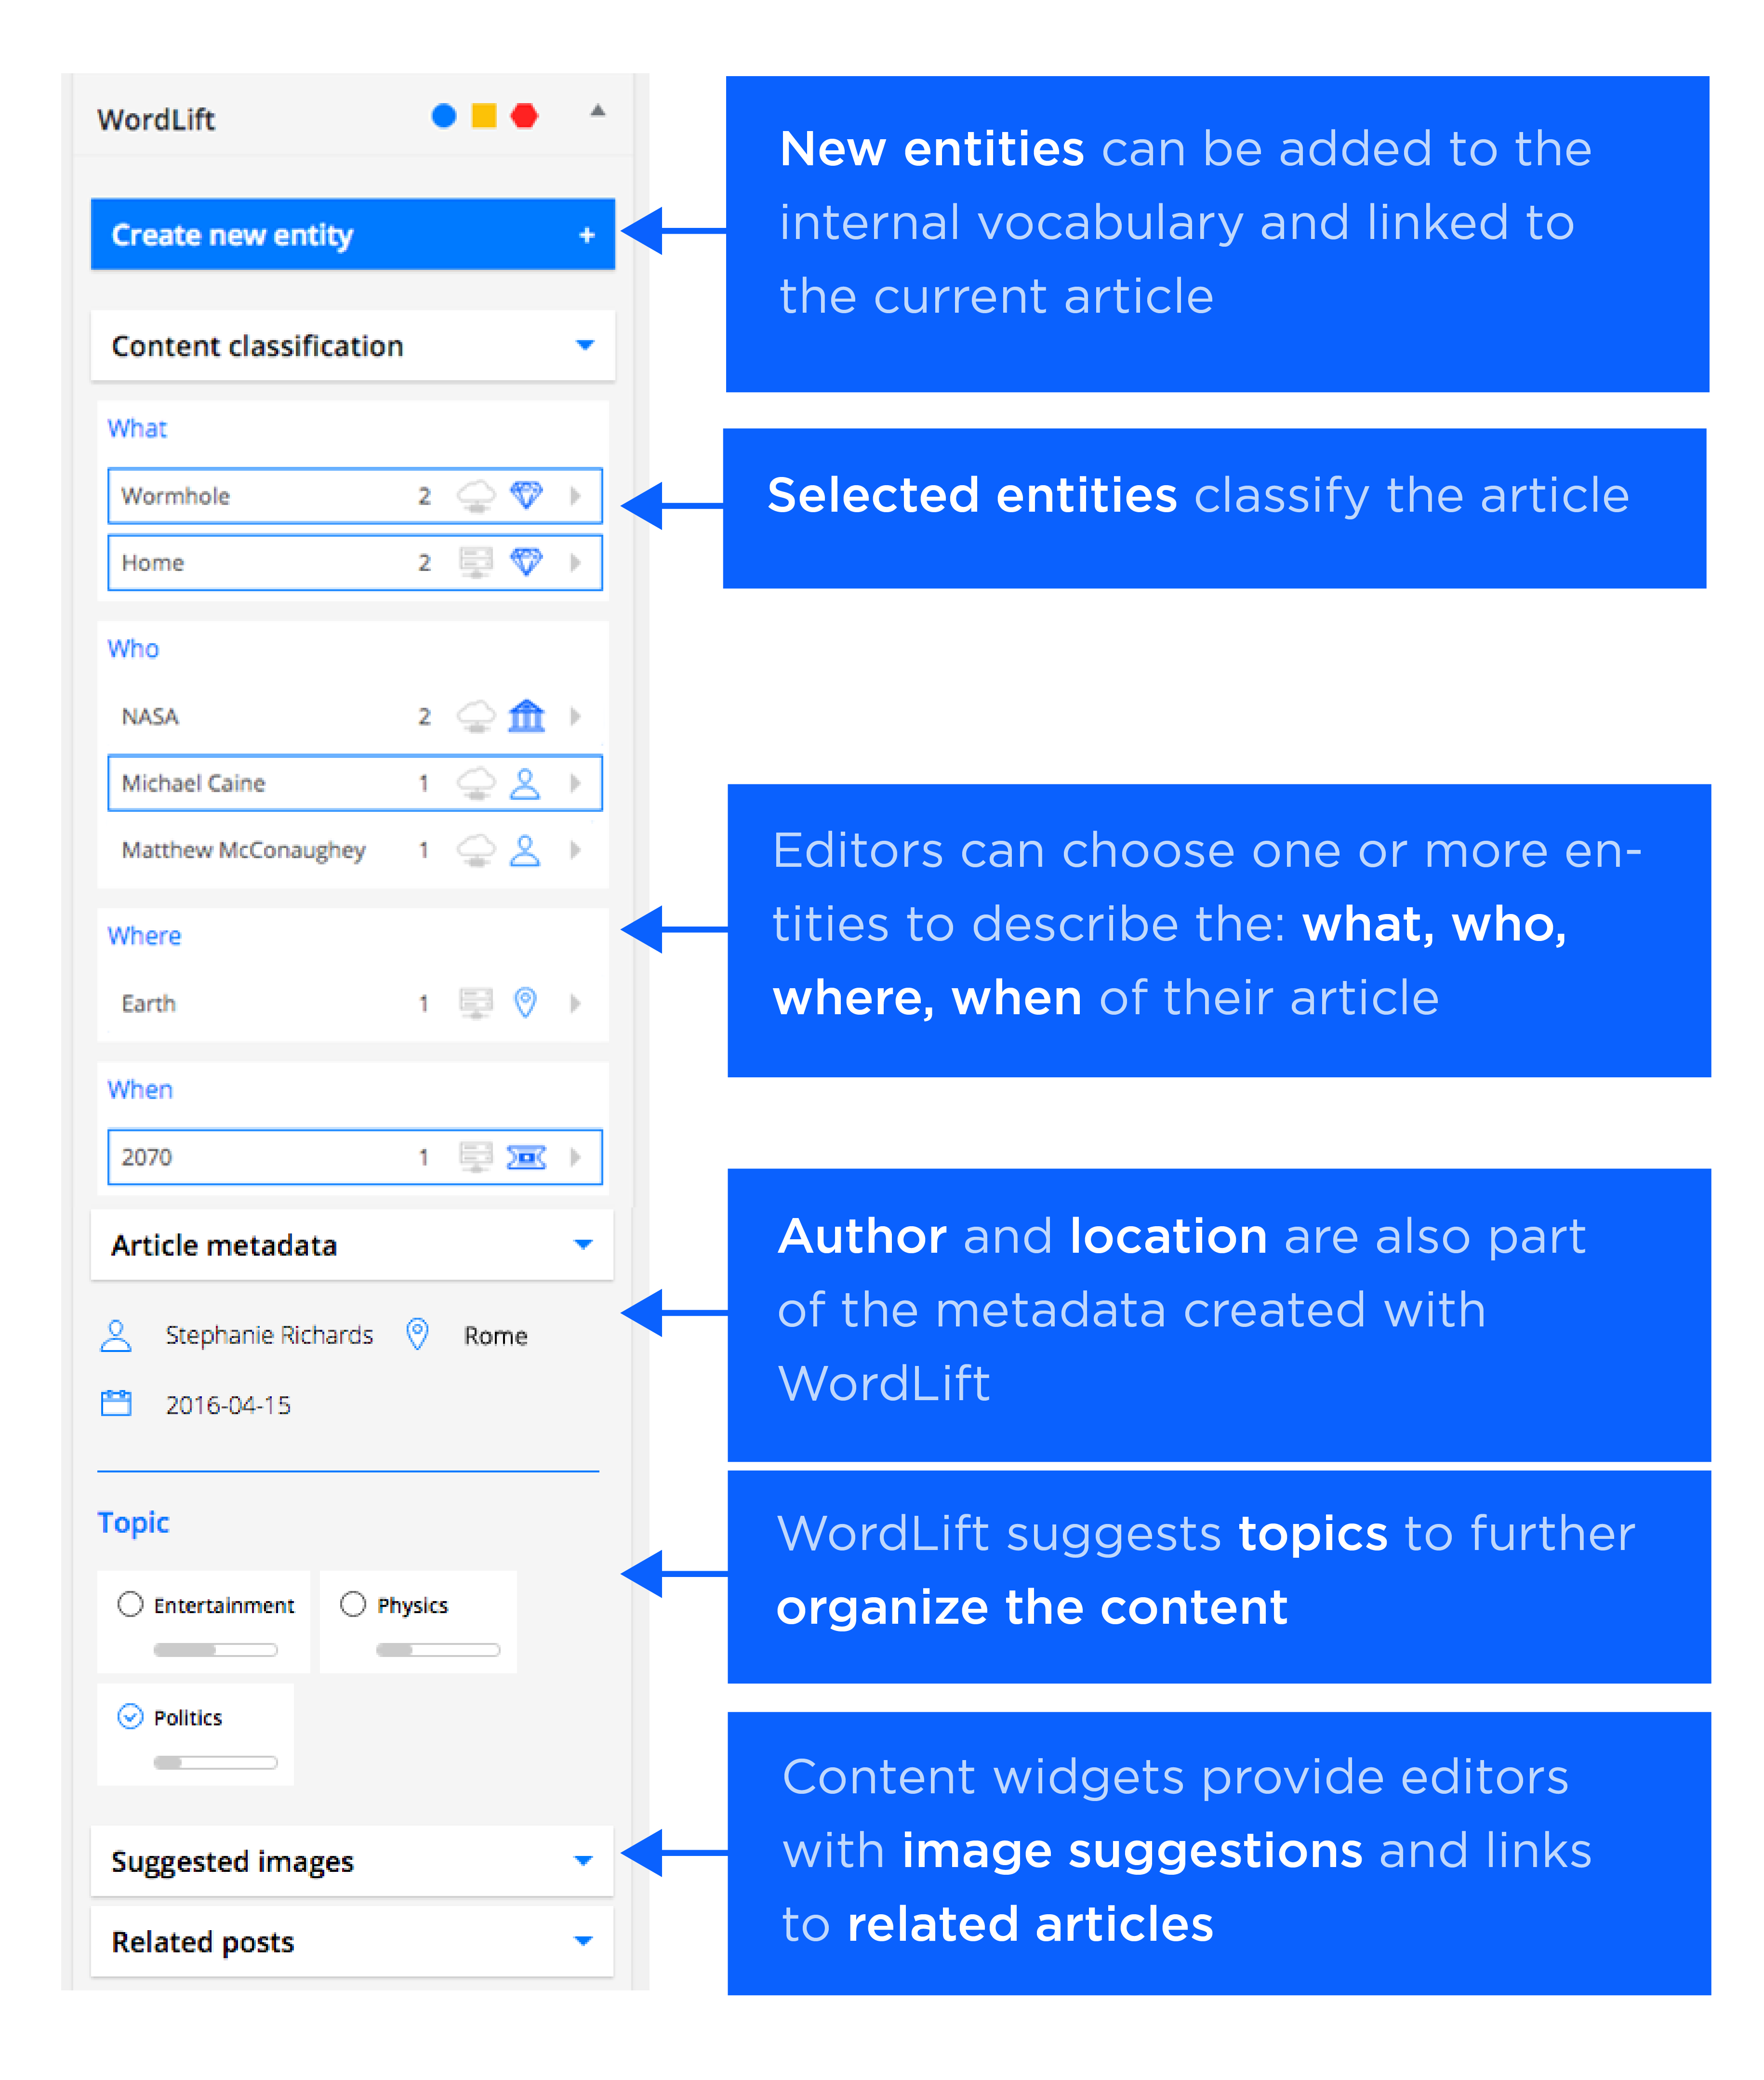 WordLift
Create new entity +
Content classification
What
Wormhole 2
Home 2
Who
NASA 2
Michael Caine 1
Matthew McConaughey 1
Where
Earth 1
When
2070 1
Article metadata
Stephanie Richards Rome
2016-04-15
Topic
Entertainment Physics
Politics
Suggested images
Related posts
New entities can be added to the
internal vocabulary and linked to
the current article
Selected entities classify the article
Editors can choose one or more en-
tities to describe the: what, who,
where, when of their article
Author and location are also part
of the metadata created with
WordLift
WordLift suggests topics to further
organize the content
Content widgets provide editors
with image suggestions and links
to related articles